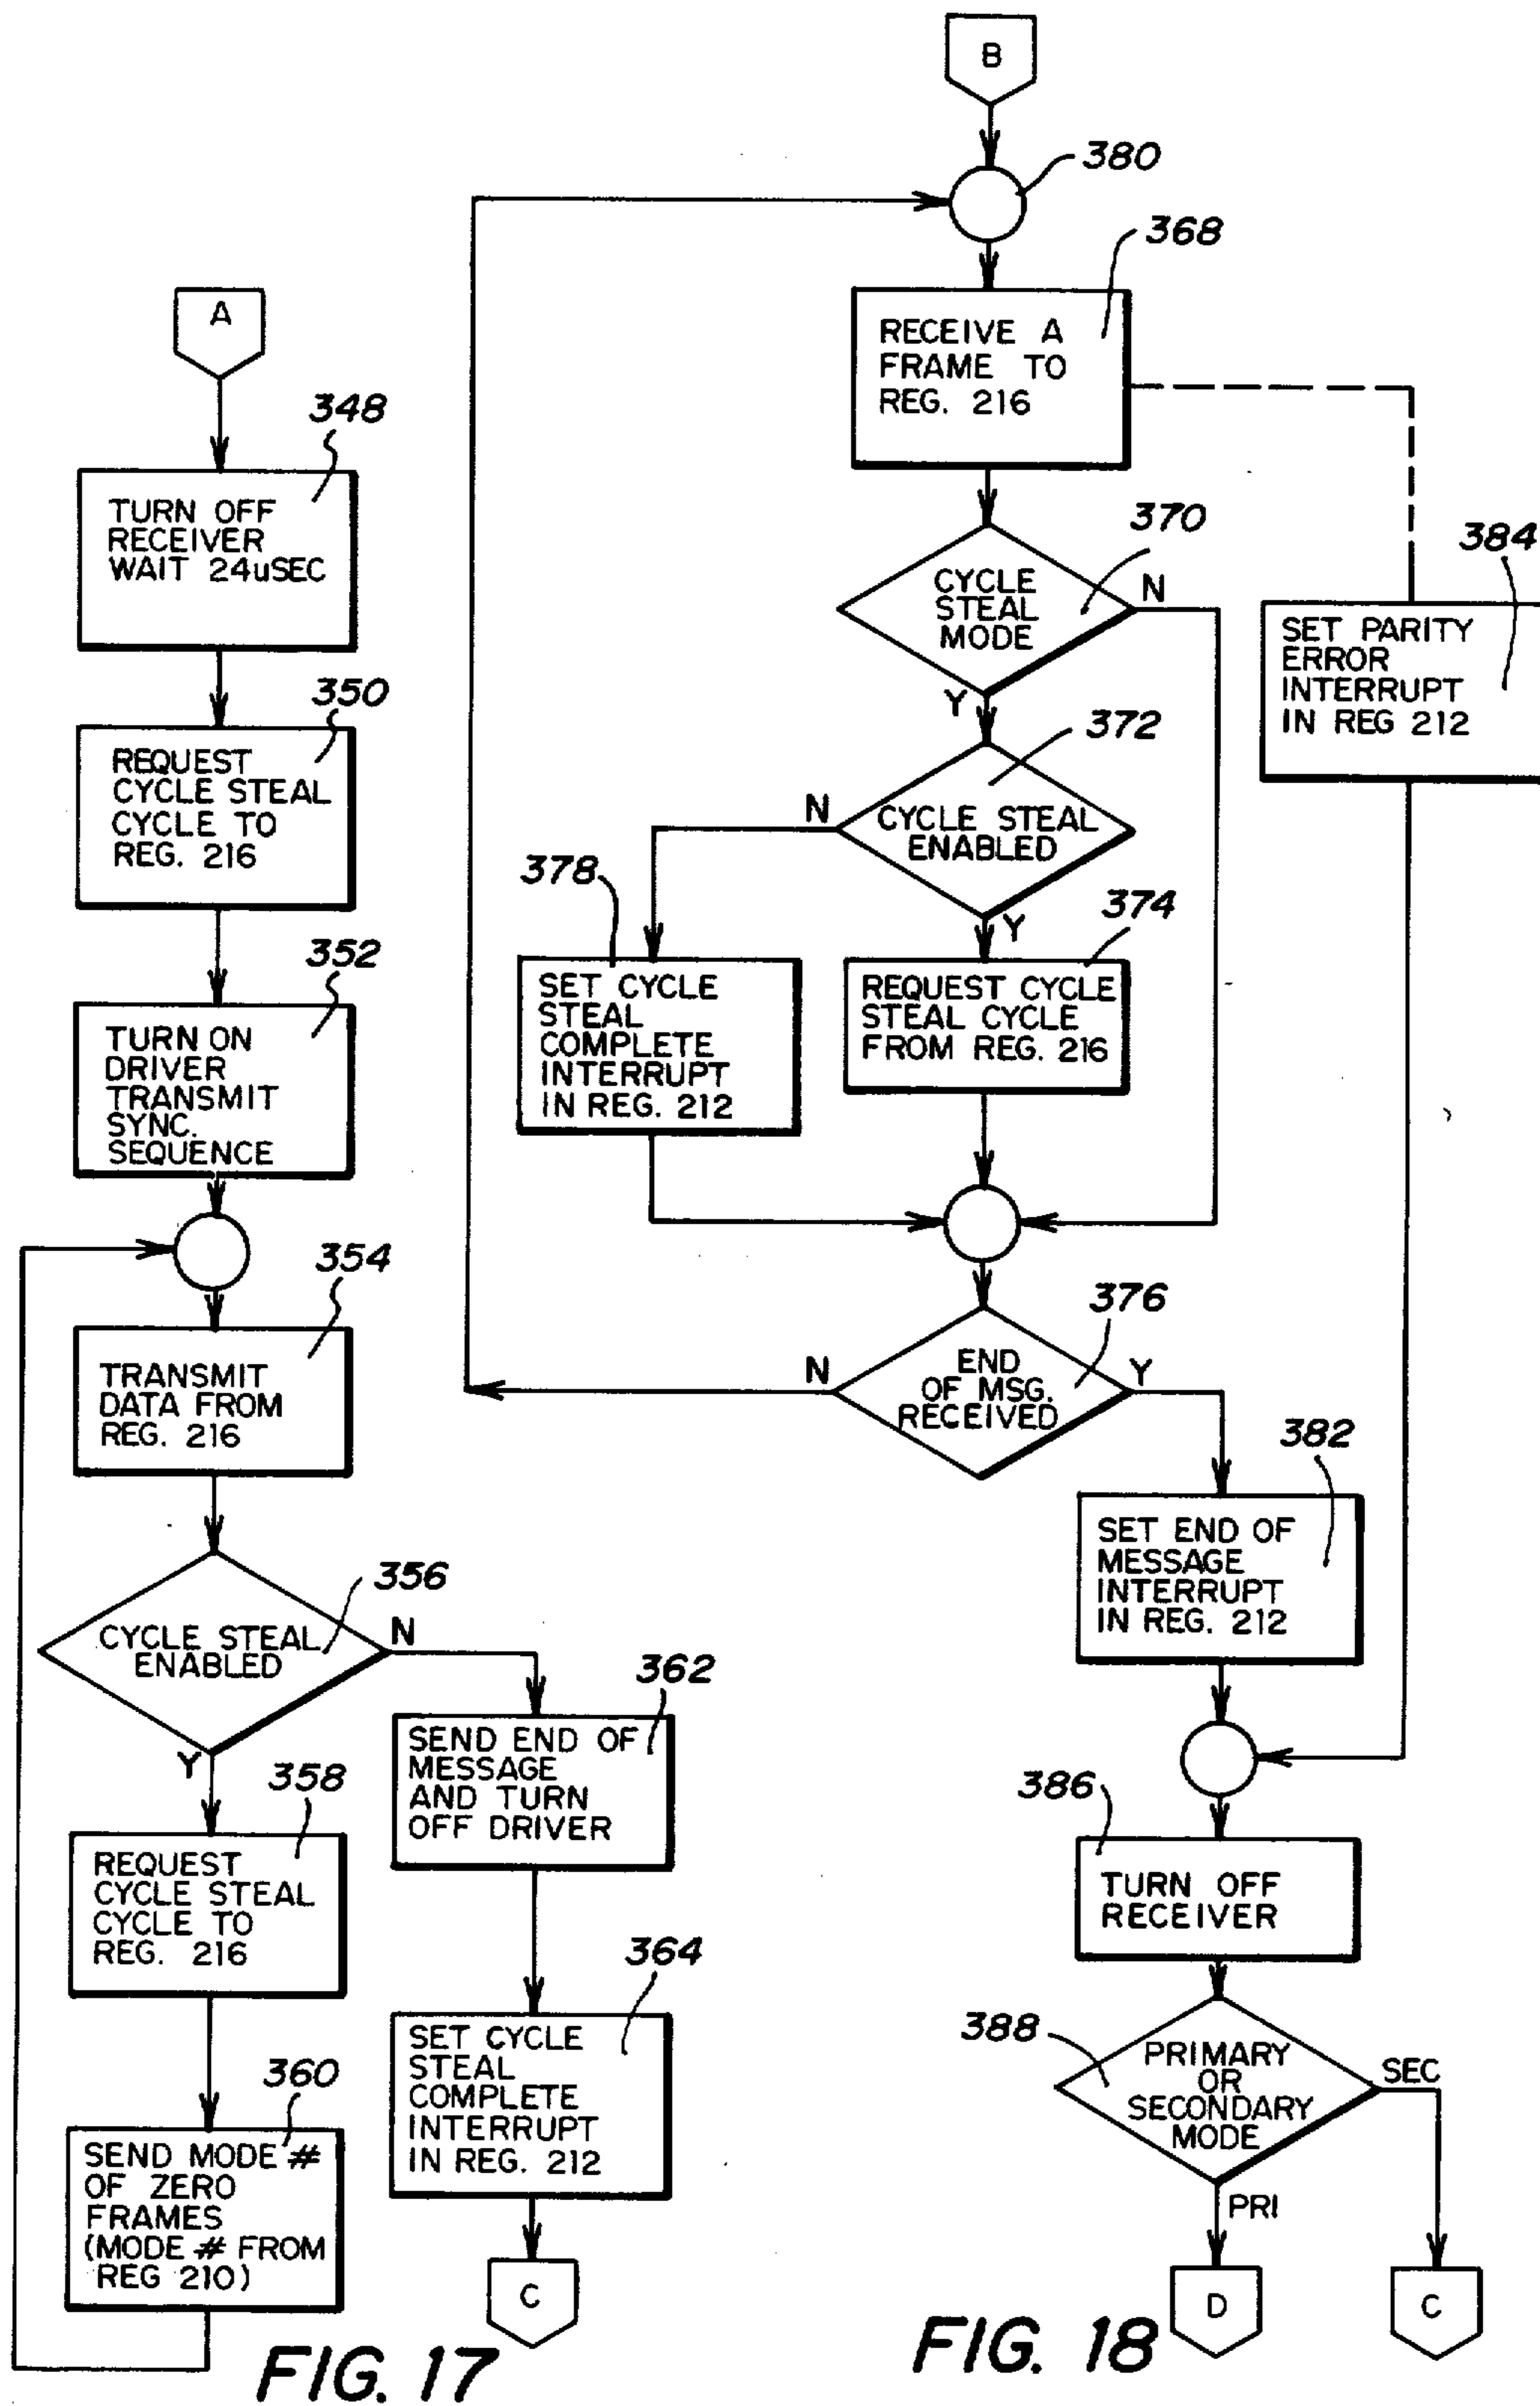 A
348
TURN OFF
RECEIVER
WAIT 24uSEC
350
REQUEST
CYCLE STEAL
CYCLE TO
REG. 216
352
TURN ON
DRIVER
TRANSMIT
SYNC.
SEQUENCE
354
TRANSMIT
DATA FROM
REG. 216
356
CYCLE STEAL
ENABLED
N
Y
358
REQUEST
CYCLE STEAL
CYCLE TO
REG. 216
360
SEND MODE #
OF ZERO
FRAMES
(MODE # FROM
REG 210)
362
SEND END OF
MESSAGE
AND TURN
OFF DRIVER
364
SET CYCLE
STEAL
COMPLETE
INTERRUPT
IN REG. 212
C
FIG. 17
B
380
368
RECEIVE A
FRAME TO
REG. 216
370
CYCLE
STEAL
MODE
N
Y
384
SET PARITY
ERROR
INTERRUPT
IN REG 212
372
CYCLE STEAL
ENABLED
N
Y
378
SET CYCLE
STEAL
COMPLETE
INTERRUPT
IN REG. 212
374
REQUEST CYCLE
STEAL CYCLE
FROM REG. 216
376
END
OF MSG.
RECEIVED
N
Y
382
SET END OF
MESSAGE
INTERRUPT
IN REG. 212
386
TURN OFF
RECEIVER
388
PRIMARY
OR
SECONDARY
MODE
SEC
PRI
D
C
FIG. 18